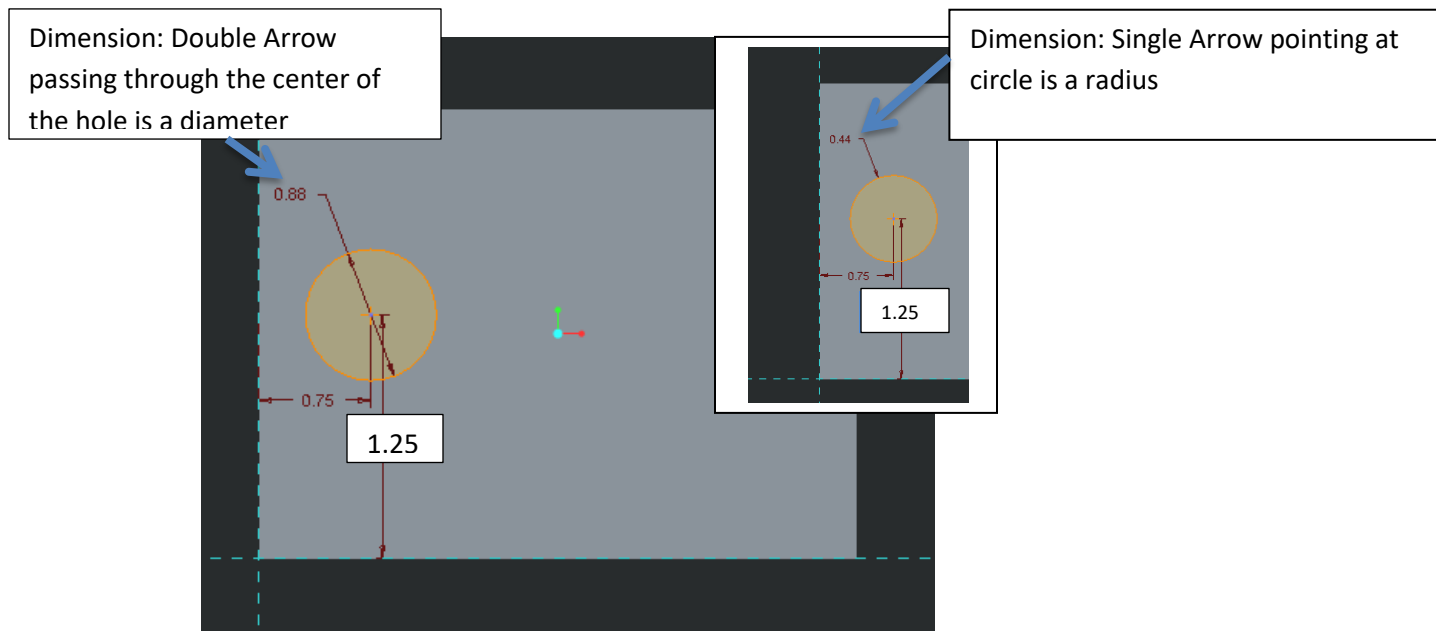 Dimension: Double Arrow
passing through the center of
the hole is a diameter
Dimension: Single Arrow pointing at
circle is a radius
0.88
0.75
1.25
0.44
0.75
1.25